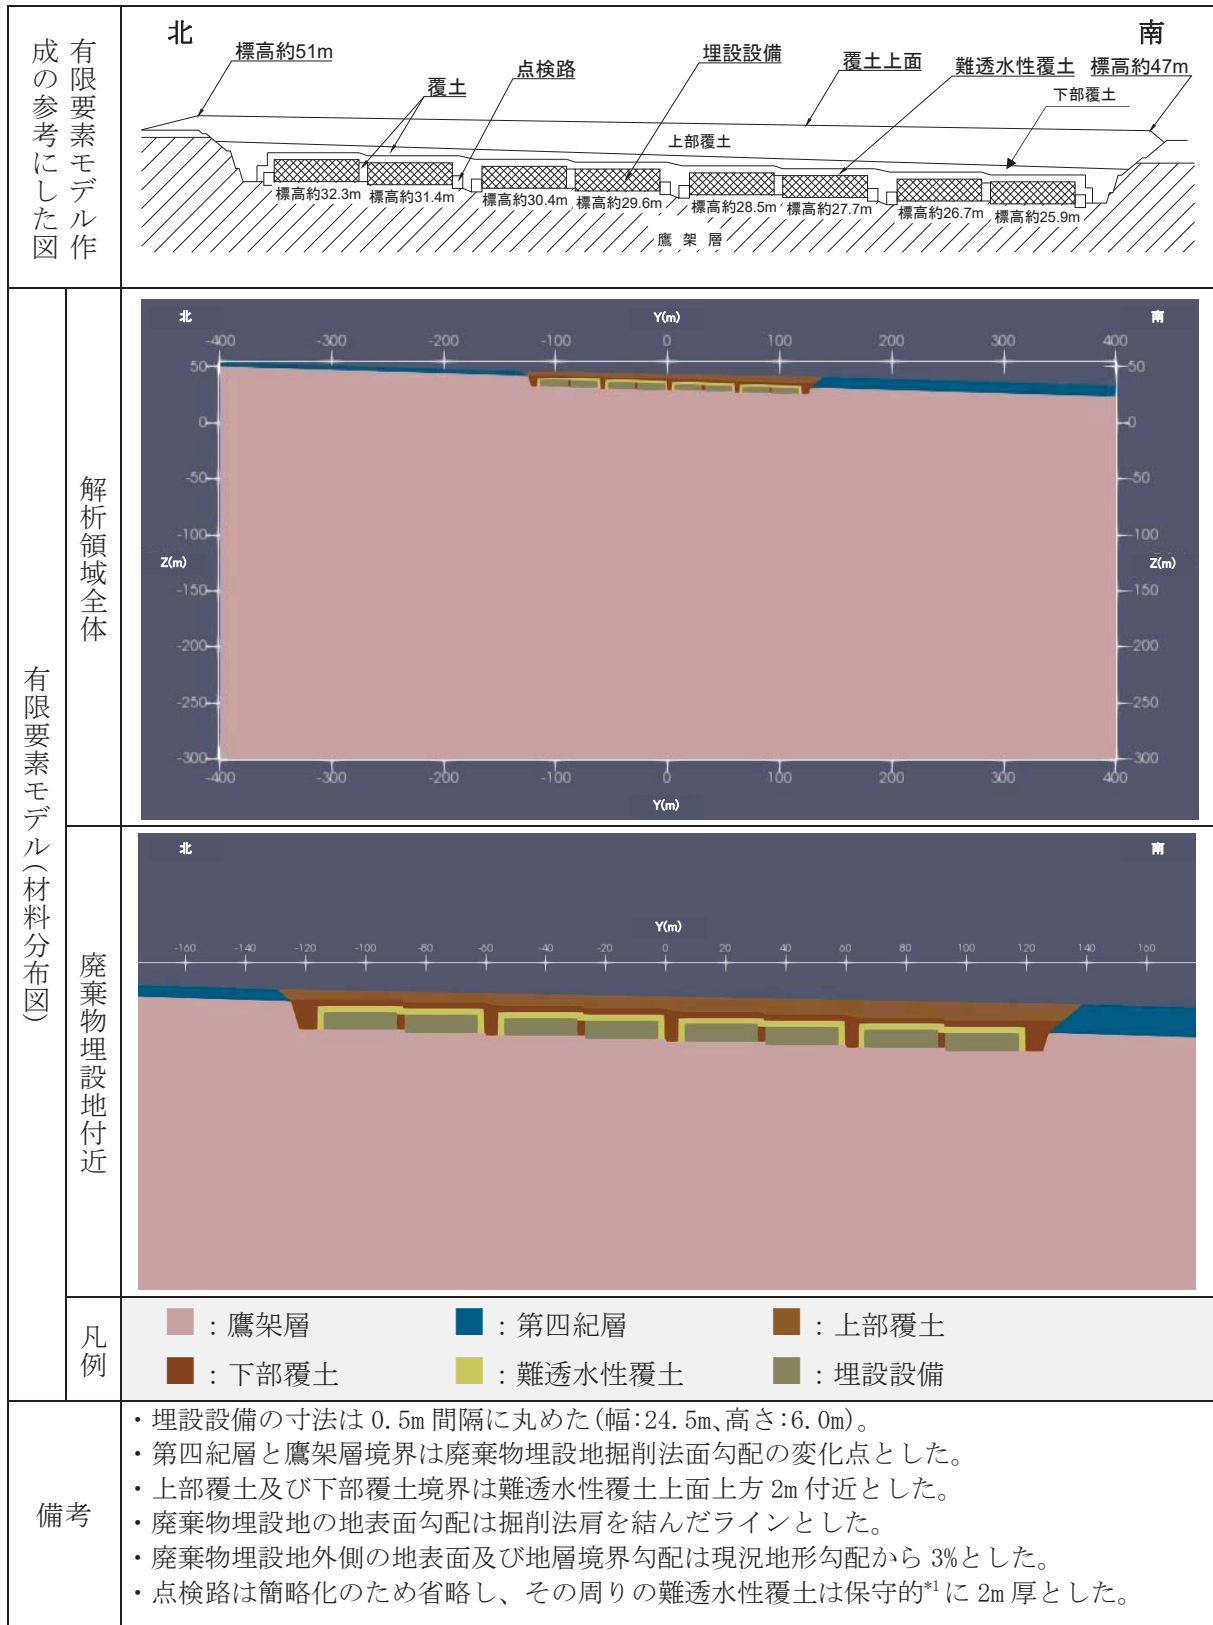 有限要素モデル作
成の参考にした図
北
南
標高約51m
覆土
点検路
埋設設備
覆土上面
難透水性覆土
標高約47m
下部覆土
上部覆土
標高約32.3m
標高約31.4m
標高約30.4m
標高約29.6m
標高約28.5m
標高約27.7m
標高約26.7m
標高約25.9m
鷹架層
有限要素モデル(材料分布図)
解析領域全体
北
Y(m)
南
-400 -300 -200 -100 0 100 200 300 400
50 50
0 0
-50 -50
-100 -100
Z(m) Z(m)
-150 -150
-200 -200
-250 -250
-300 -300
-400 -300 -200 -100 0 100 200 300 400
Y(m)
廃棄物埋設地付近
北
南
Y(m)
-160 -140 -120 -100 -80 -60 -40 -20 0 20 40 60 80 100 120 140 160
凡例
：鷹架層 ：第四紀層 ：上部覆土
：下部覆土 ：難透水性覆土 ：埋設設備
備考
・埋設設備の寸法は 0.5m 間隔に丸めた(幅:24.5m、高さ:6.0m)。
・第四紀層と鷹架層境界は廃棄物埋設地掘削法面勾配の変化点とした。
・上部覆土及び下部覆土境界は難透水性覆土上面上方 2m 付近とした。
・廃棄物埋設地の地表面勾配は掘削法肩を結んだラインとした。
・廃棄物埋設地外側の地表面及び地層境界勾配は現況地形勾配から 3%とした。
・点検路は簡略化のため省略し、その周りの難透水性覆土は保守的*1に 2m 厚とした。